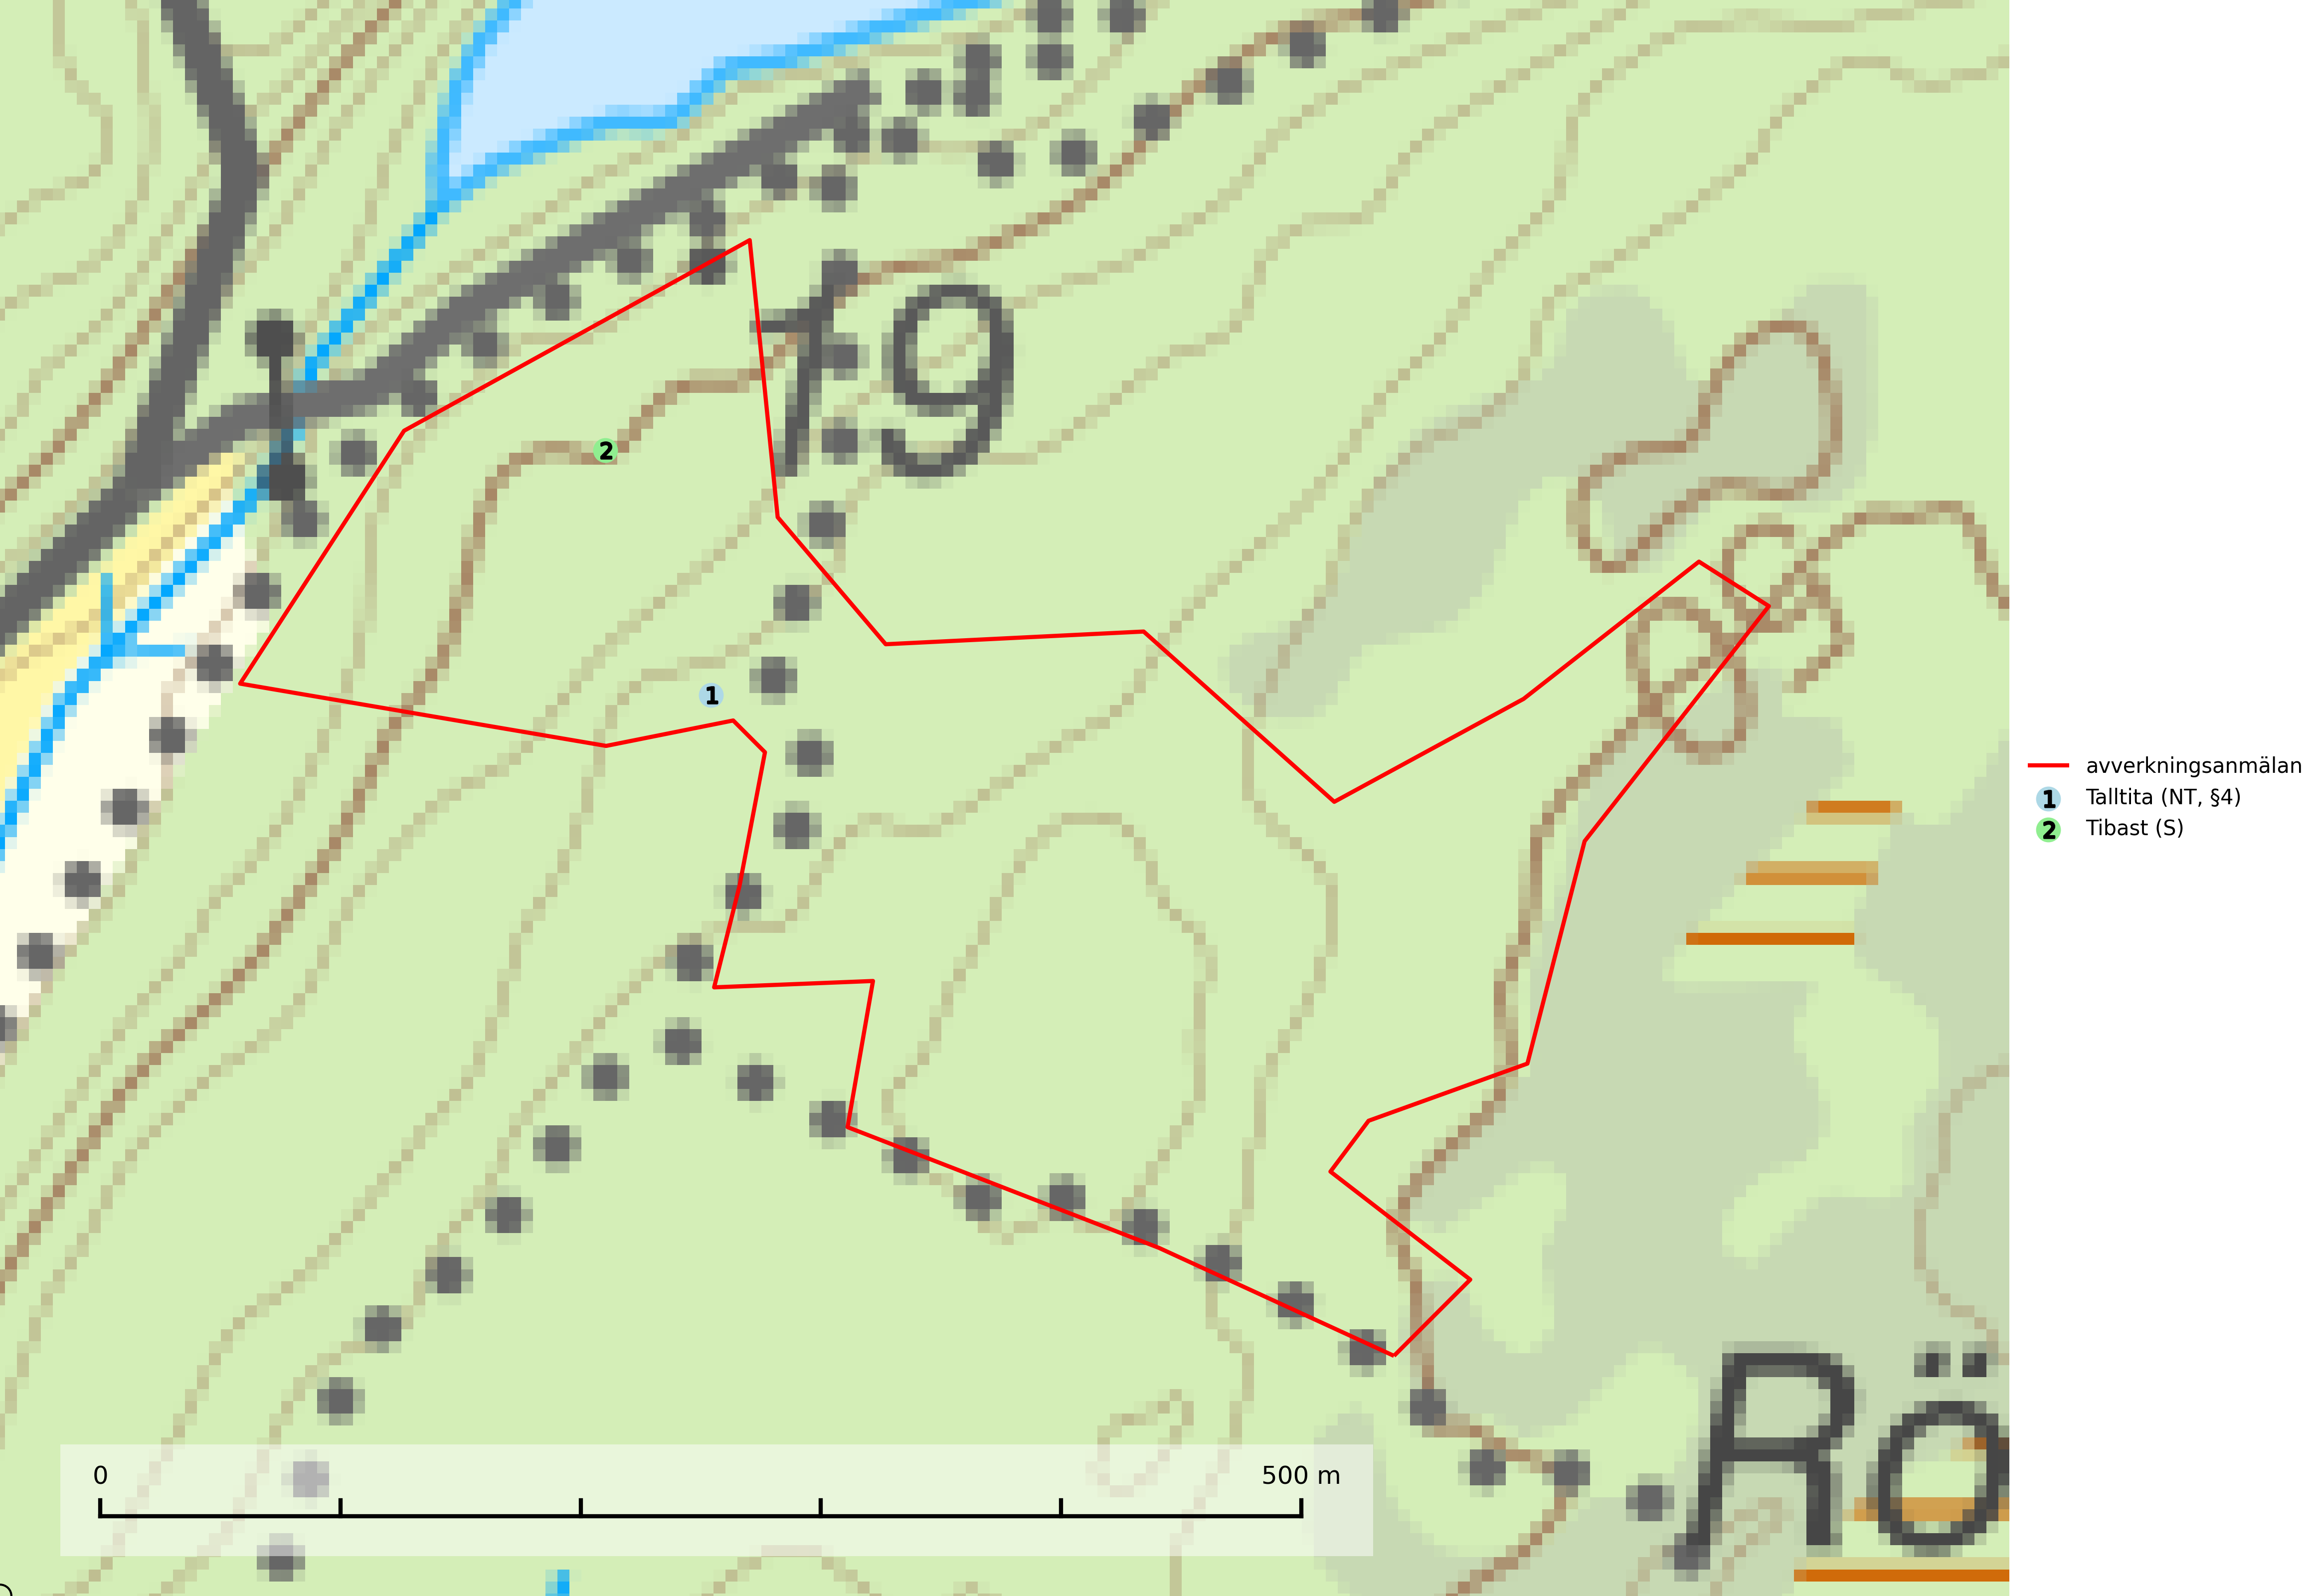 19
2
1
avverkningsanmälan
1 Talltita (NT, §4)
2 Tibast (S)
Rö
0 500 m